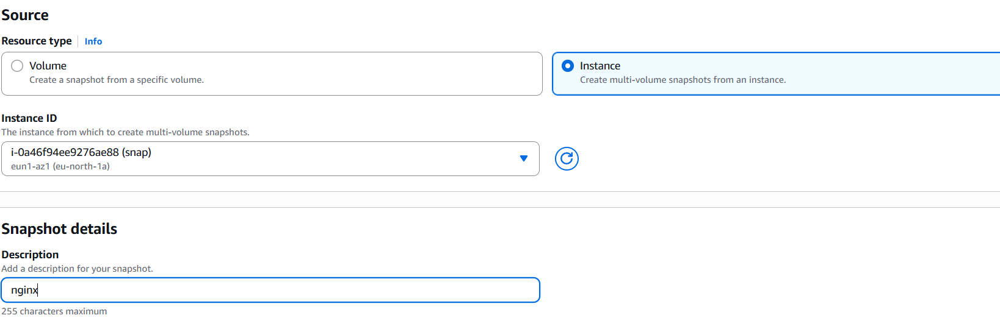 Source
Resource type Info
Volume
Create a snapshot from a specific volume.
Instance
Create multi-volume snapshots from an instance.
Instance ID
The instance from which to create multi-volume snapshots.
i-0a46f94ee9276ae88 (snap)
eun1-az1 (eu-north-1a)
Snapshot details
Description
Add a description for your snapshot.
nginx
255 characters maximum